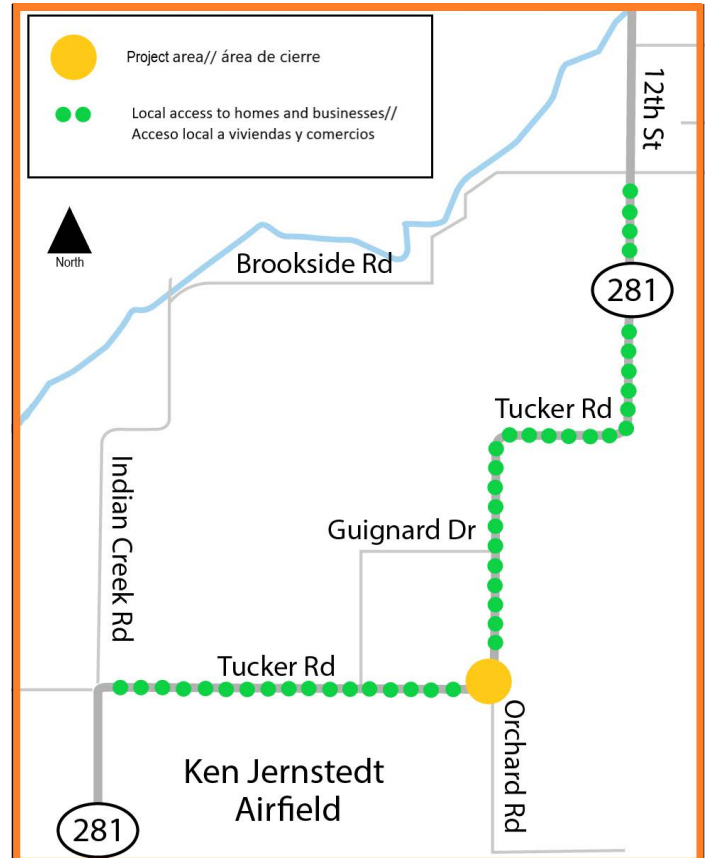 Project area// área de cierre
Local access to homes and businesses//
Acceso local a viviendas y comercios
North
12th St
Brookside Rd
281
Tucker Rd
Indian Creek Rd
Guignard Dr
Tucker Rd
Orchard Rd
Ken Jernstedt
Airfield
281